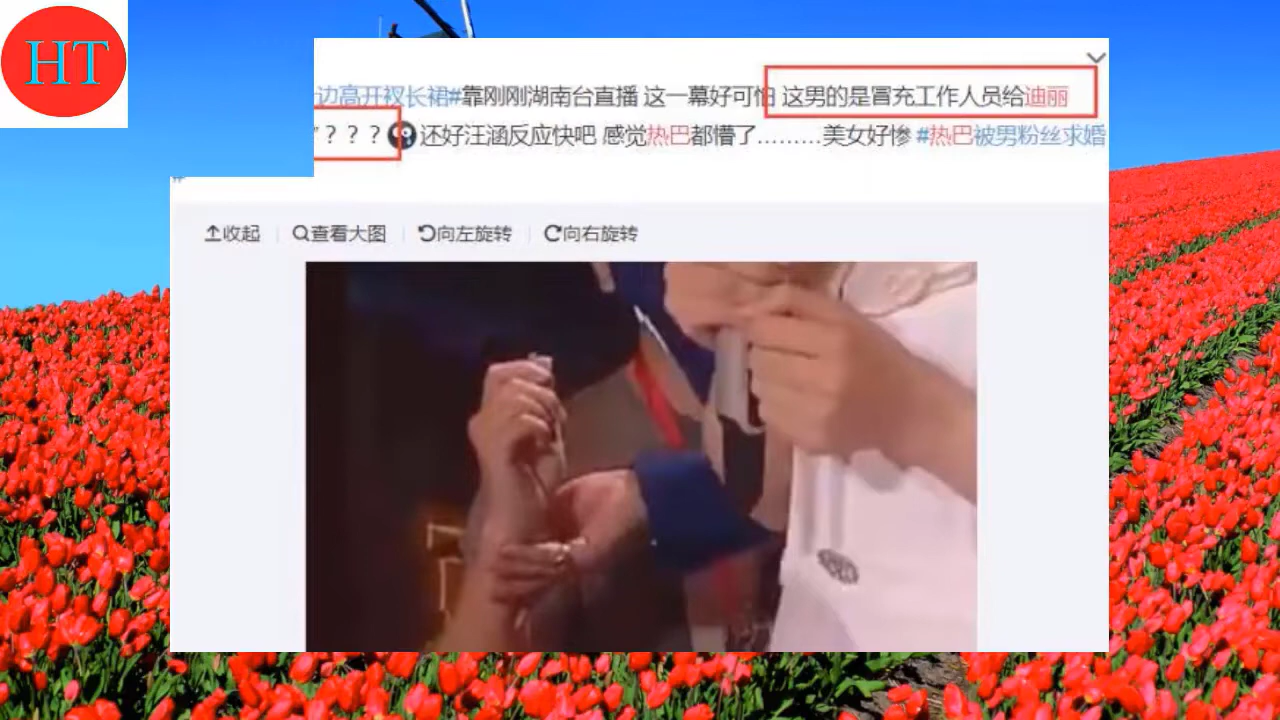 HT
边高开衩长裙#靠刚刚湖南台直播 这一幕好可怕 这男的是冒充工作人员给迪丽
？？？ 还好汪涵反应快吧 感觉热巴都懵了………美女好惨 #热巴被男粉丝求婚
#
收起 查看大图 向左旋转 向右旋转